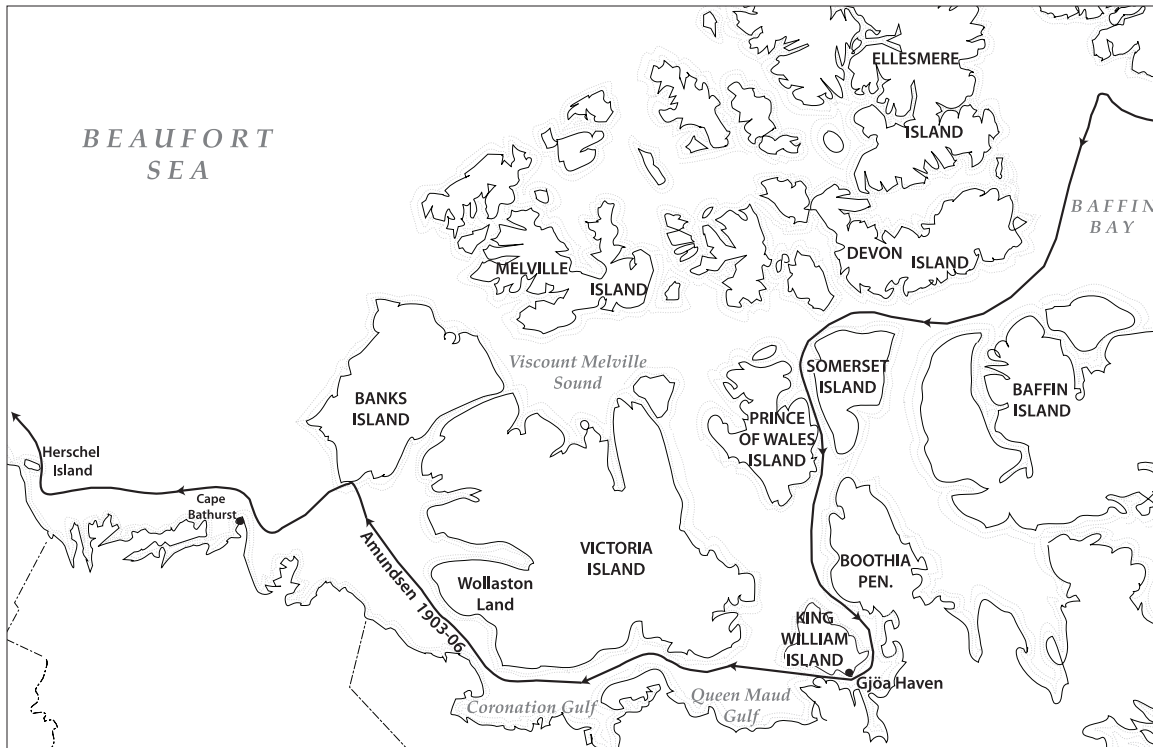 ELLESMERE
ISLAND
BEAUFORT
SEA
BAFFIN
BAY
DEVON
ISLAND
MELVILLE
ISLAND
Viscount Melville
Sound
SOMERSET
ISLAND
BANKS
ISLAND
BAFFIN
ISLAND
PRINCE
OF WALES
ISLAND
Herschel
Island
Cape
Bathurst
Amundsen 1903-06
VICTORIA
ISLAND
BOOTHIA
PEN.
Wollaston
Land
KING
WILLIAM
ISLAND
Gjöa Haven
Queen Maud
Gulf
Coronation Gulf